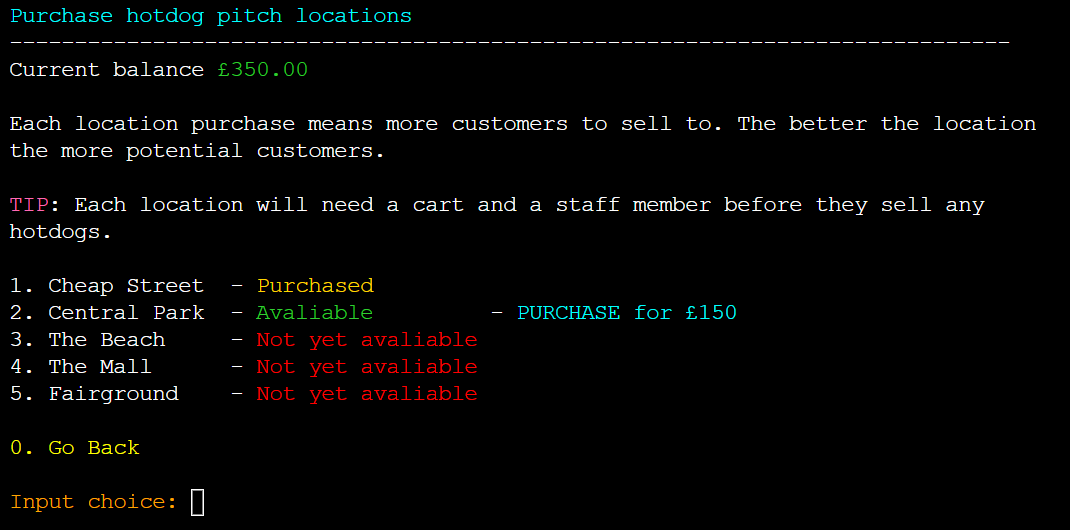 Purchase hotdog pitch locations
-----------------------------------------------------------------------------
Current balance £350.00
Each location purchase means more customers to sell to. The better the location
the more potential customers.
TIP: Each location will need a cart and a staff member before they sell any
hotdogs.
1. Cheap Street - Purchased
2. Central Park - Avaliable - PURCHASE for £150
3. The Beach - Not yet avaliable
4. The Mall - Not yet avaliable
5. Fairground - Not yet avaliable
0. Go Back
Input choice: